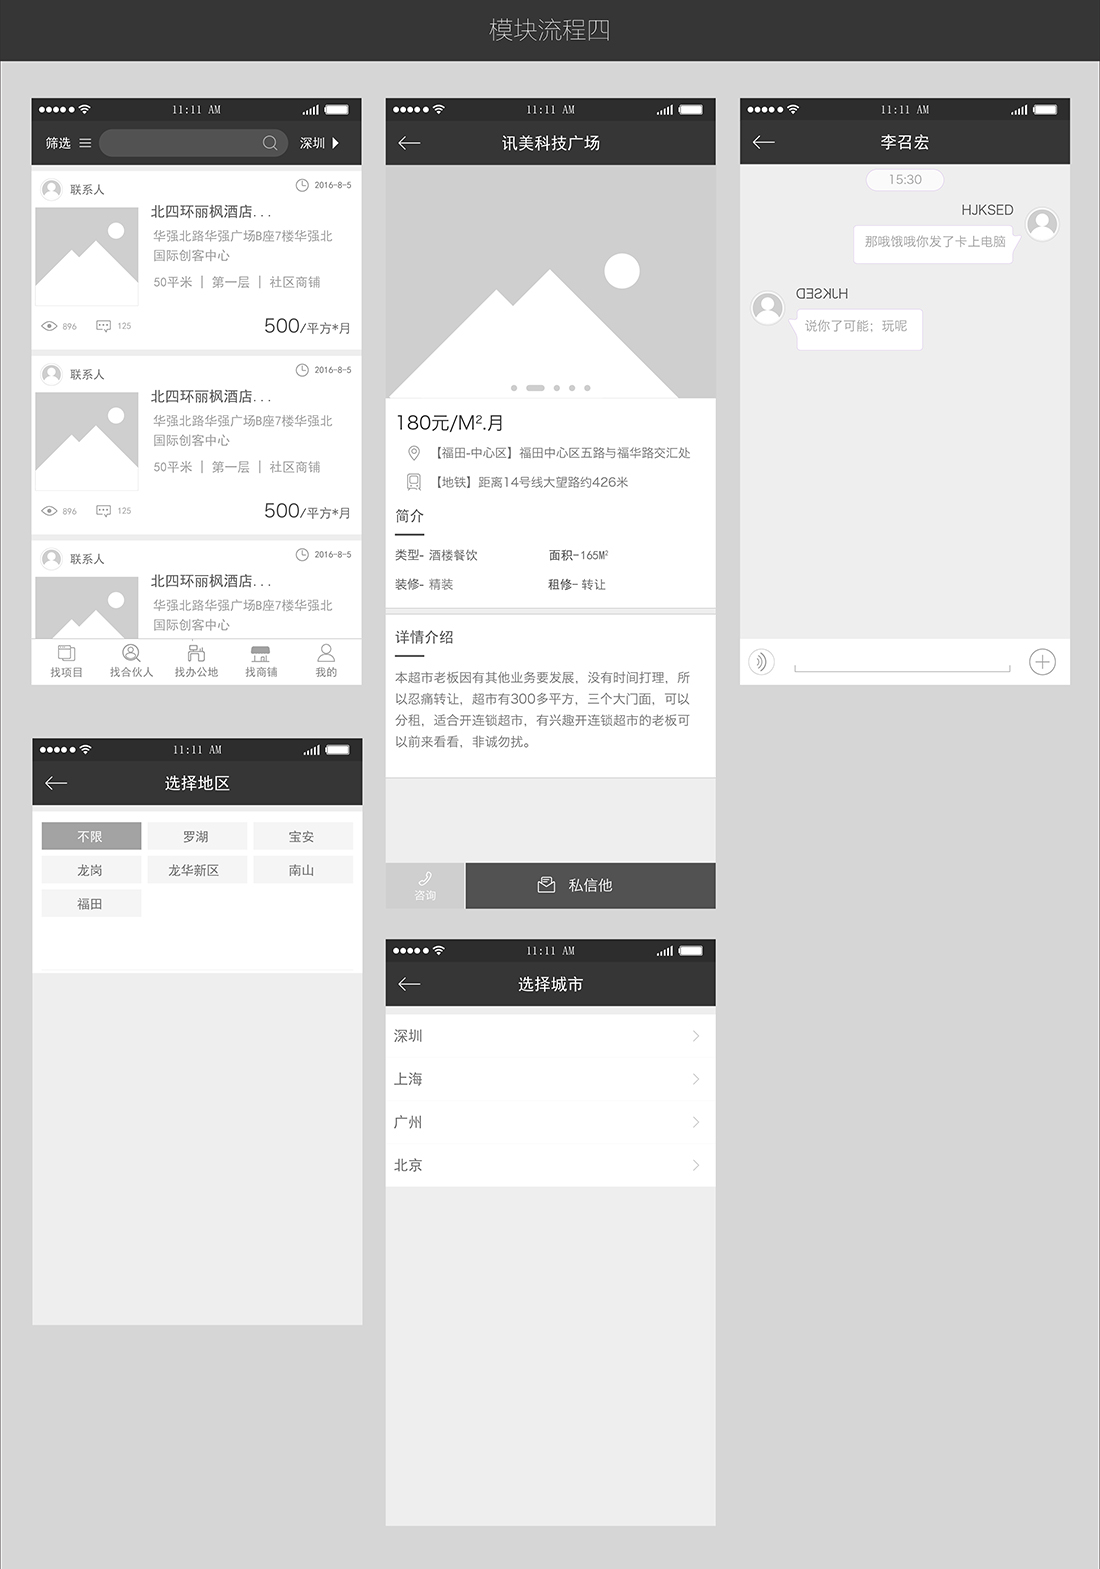 模块流程四
11:11 AM
筛选
深圳
联系人
2016-8-5
北四环丽枫酒店...
华强北路华强广场B座7楼华强北
国际创客中心
50平米 | 第一层 | 社区商铺
896
125
500/平方*月
联系人
2016-8-5
北四环丽枫酒店...
华强北路华强广场B座7楼华强北
国际创客中心
50平米 | 第一层 | 社区商铺
896
125
500/平方*月
联系人
2016-8-5
北四环丽枫酒店...
华强北路华强广场B座7楼华强北
国际创客中心
找项目
找合伙人
找办公地
找商铺
我的
11:11 AM
讯美科技广场
180元/M².月
【福田-中心区】福田中心区五路与福华路交汇处
【地铁】距离14号线大望路约426米
简介
类型- 酒楼餐饮
面积-165M²
装修- 精装
租修- 转让
详情介绍
本超市老板因有其他业务要发展，没有时间打理，所
以忍痛转让，超市有300多平方，三个大门面，可以
分租，适合开连锁超市，有兴趣开连锁超市的老板可
以前来看看，非诚勿扰。
咨询
私信他
11:11 AM
李召宏
15:30
HJKSED
那哦饿哦你发了卡上电脑
HJKSED
说你了可能；玩呢
11:11 AM
选择地区
不限
罗湖
宝安
龙岗
龙华新区
南山
福田
11:11 AM
选择城市
深圳
上海
广州
北京